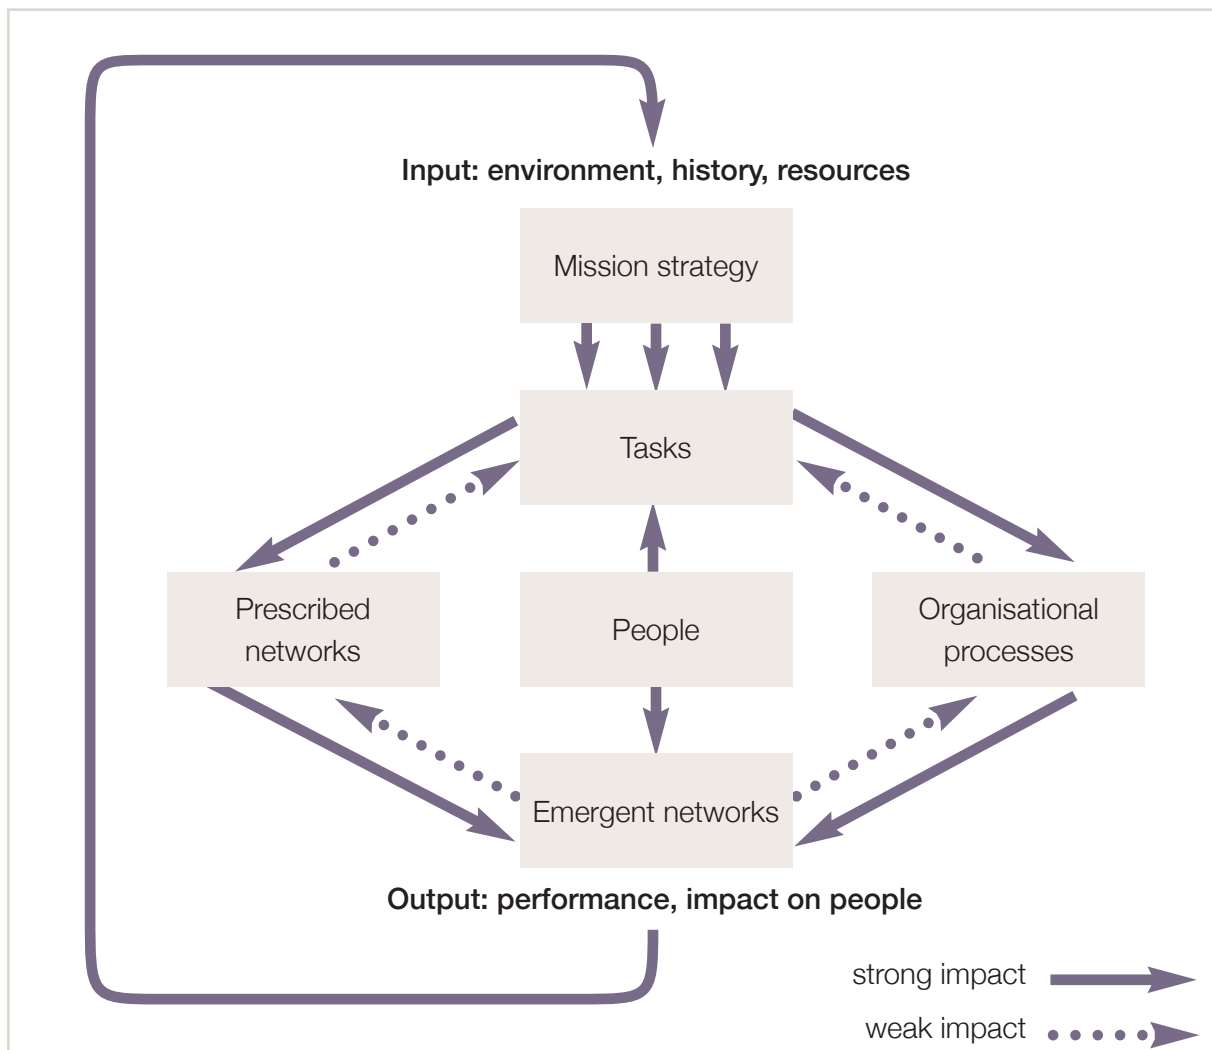 Input: environment, history, resources
Mission strategy
Tasks
Prescribed
networks
People
Organisational
processes
Emergent networks
Output: performance, impact on people
strong impact
weak impact